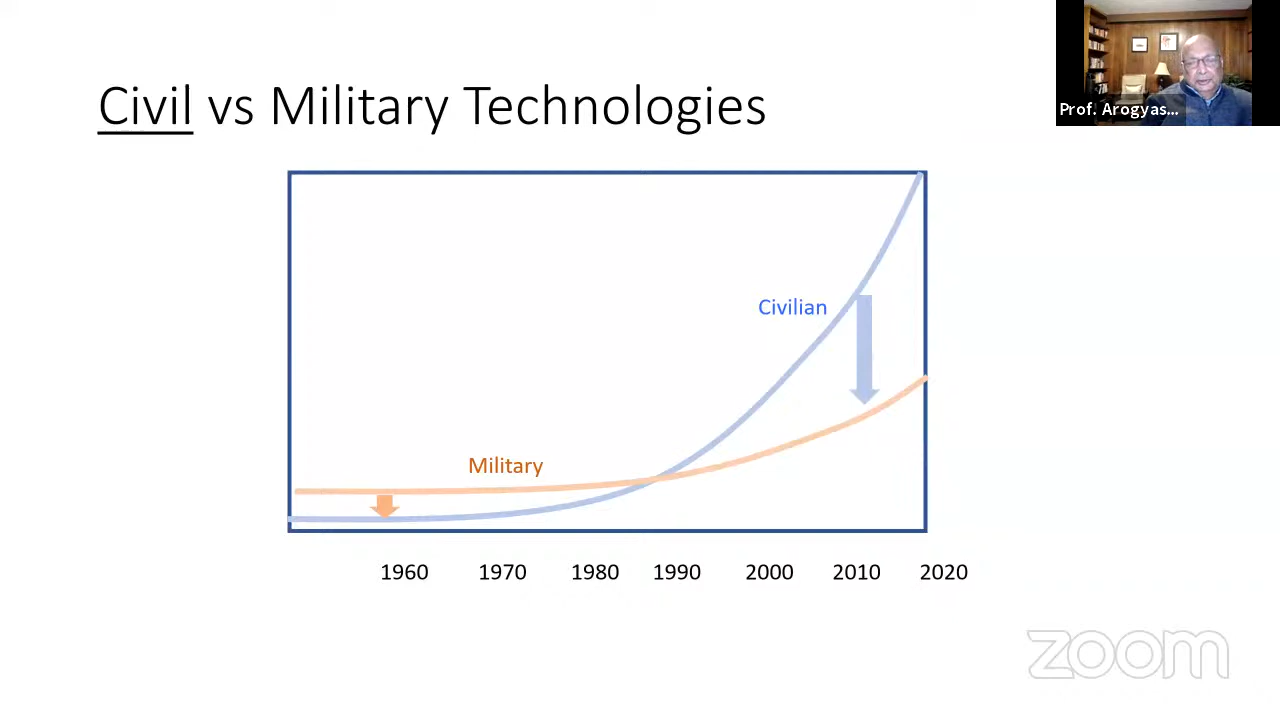 Civil vs Military Technologies
Prof. Arogyas...
Civilian
Military
1960 1970 1980 1990 2000 2010 2020
zoom